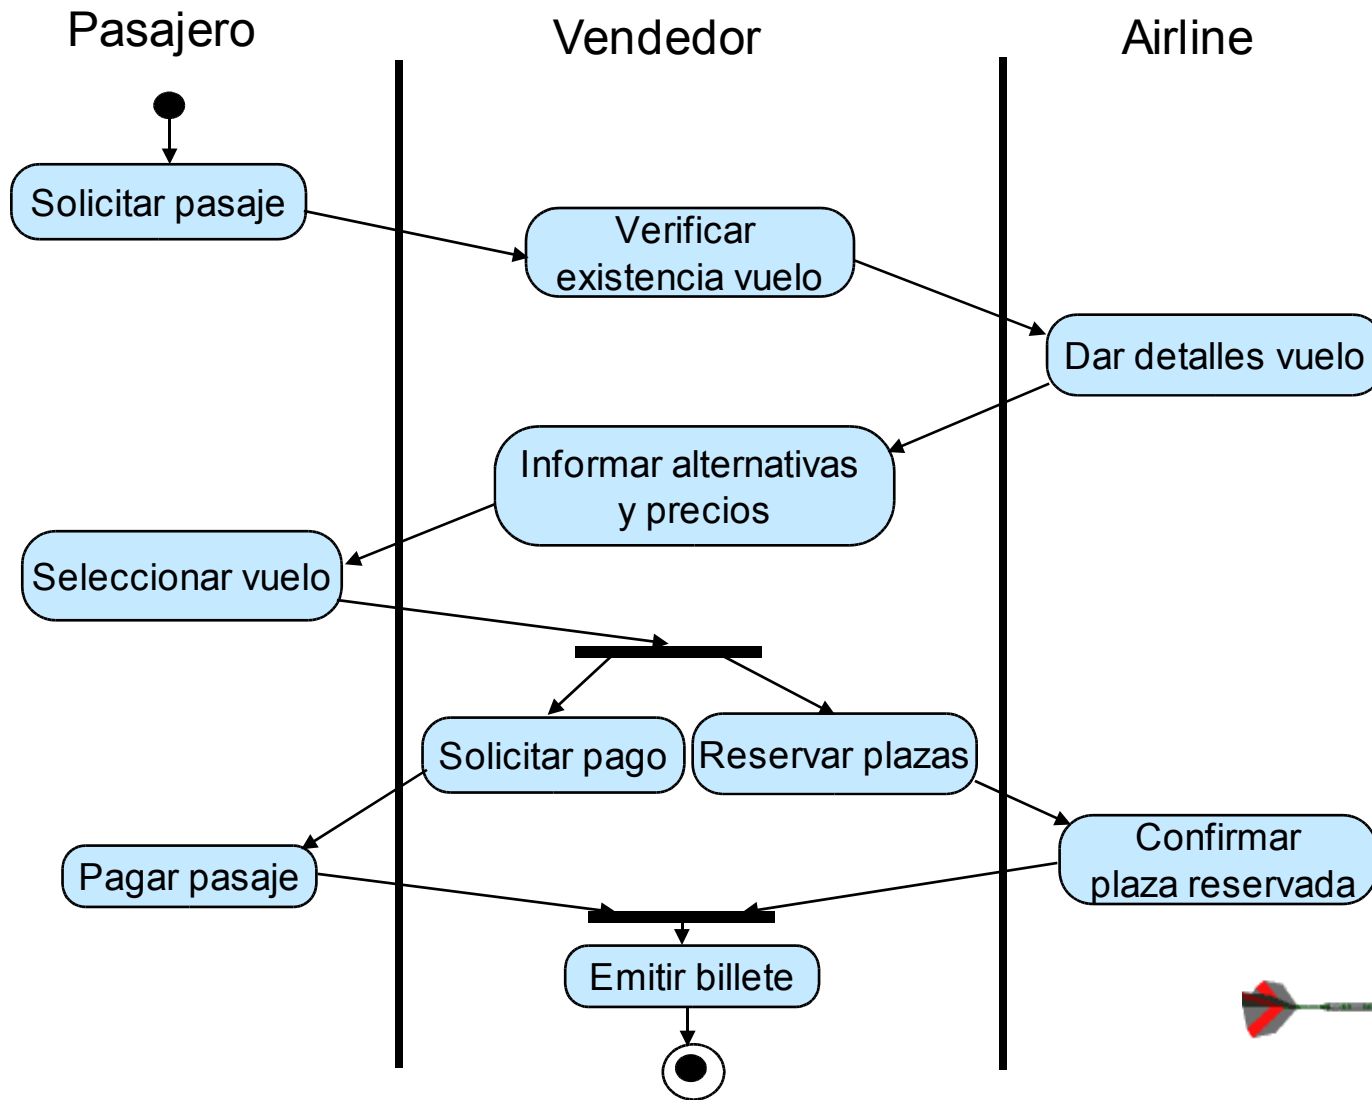 Pasajero
Vendedor
Airline
Solicitar pasaje
Verificar
existencia vuelo
Dar detalles vuelo
Informar alternativas
y precios
Seleccionar vuelo
Solicitar pago
Reservar plazas
Pagar pasaje
Confirmar
plaza reservada
Emitir billete